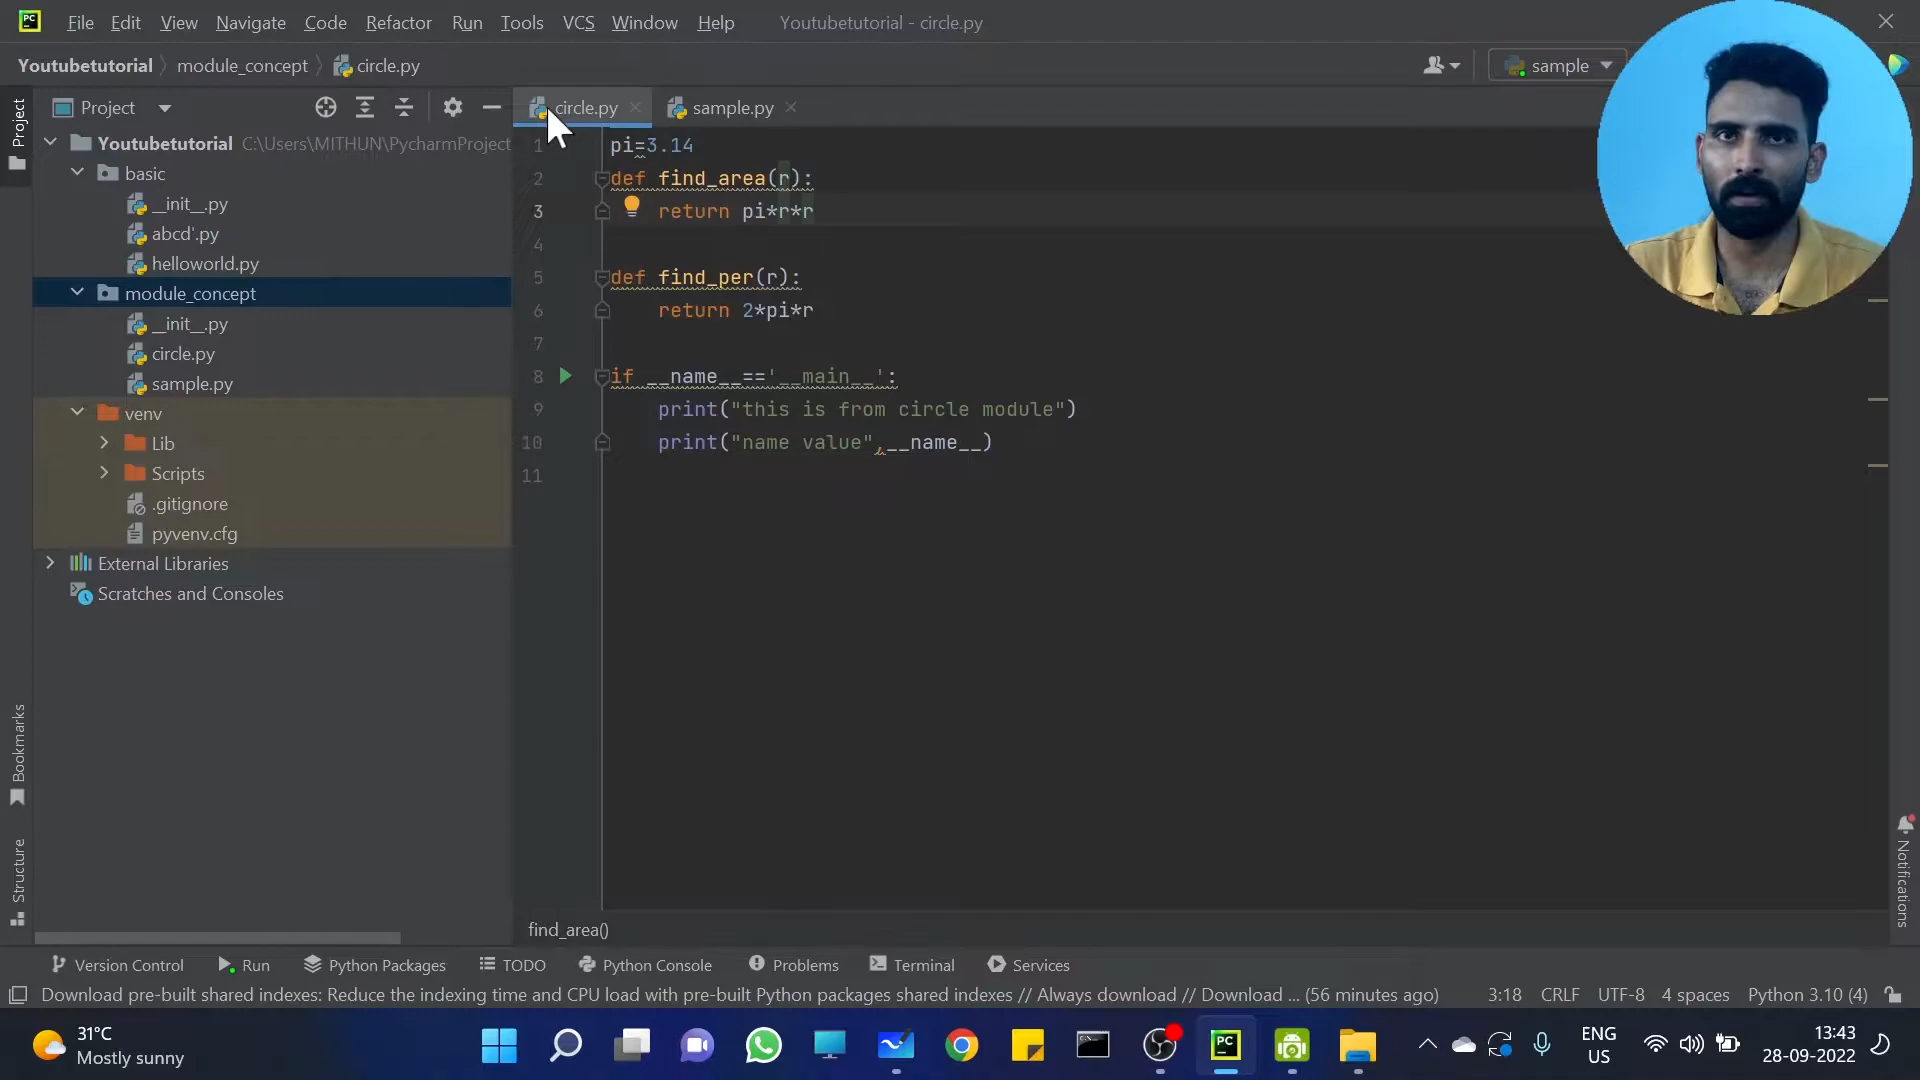 PC File Edit View Navigate Code Refactor Run Tools VCS Window Help Youtubetutorial - circle.py
Youtubetutorial module_concept circle.py sample
Project circle.py sample.py
Project
Youtubetutorial C:\Users\MITHUN\PycharmProject
basic
__init__.py
abcd'.py
helloworld.py
module_concept
__init__.py
circle.py
sample.py
venv
Lib
Scripts
.gitignore
pyvenv.cfg
External Libraries
Scratches and Consoles
Bookmarks
Structure
1 pi=3.14
2 def find_area(r):
3 return pi*r*r
4
5 def find_per(r):
6 return 2*pi*r
7
8 if __name__=='__main__':
9 print("this is from circle module")
10 print("name value",__name__)
11
find_area()
Notifications
Version Control Run Python Packages TODO Python Console Problems Terminal Services
Download pre-built shared indexes: Reduce the indexing time and CPU load with pre-built Python packages shared indexes // Always download // Download ... (56 minutes ago) 3:18 CRLF UTF-8 4 spaces Python 3.10 (4)
31°C
Mostly sunny
PC
ENG
US
13:43
28-09-2022